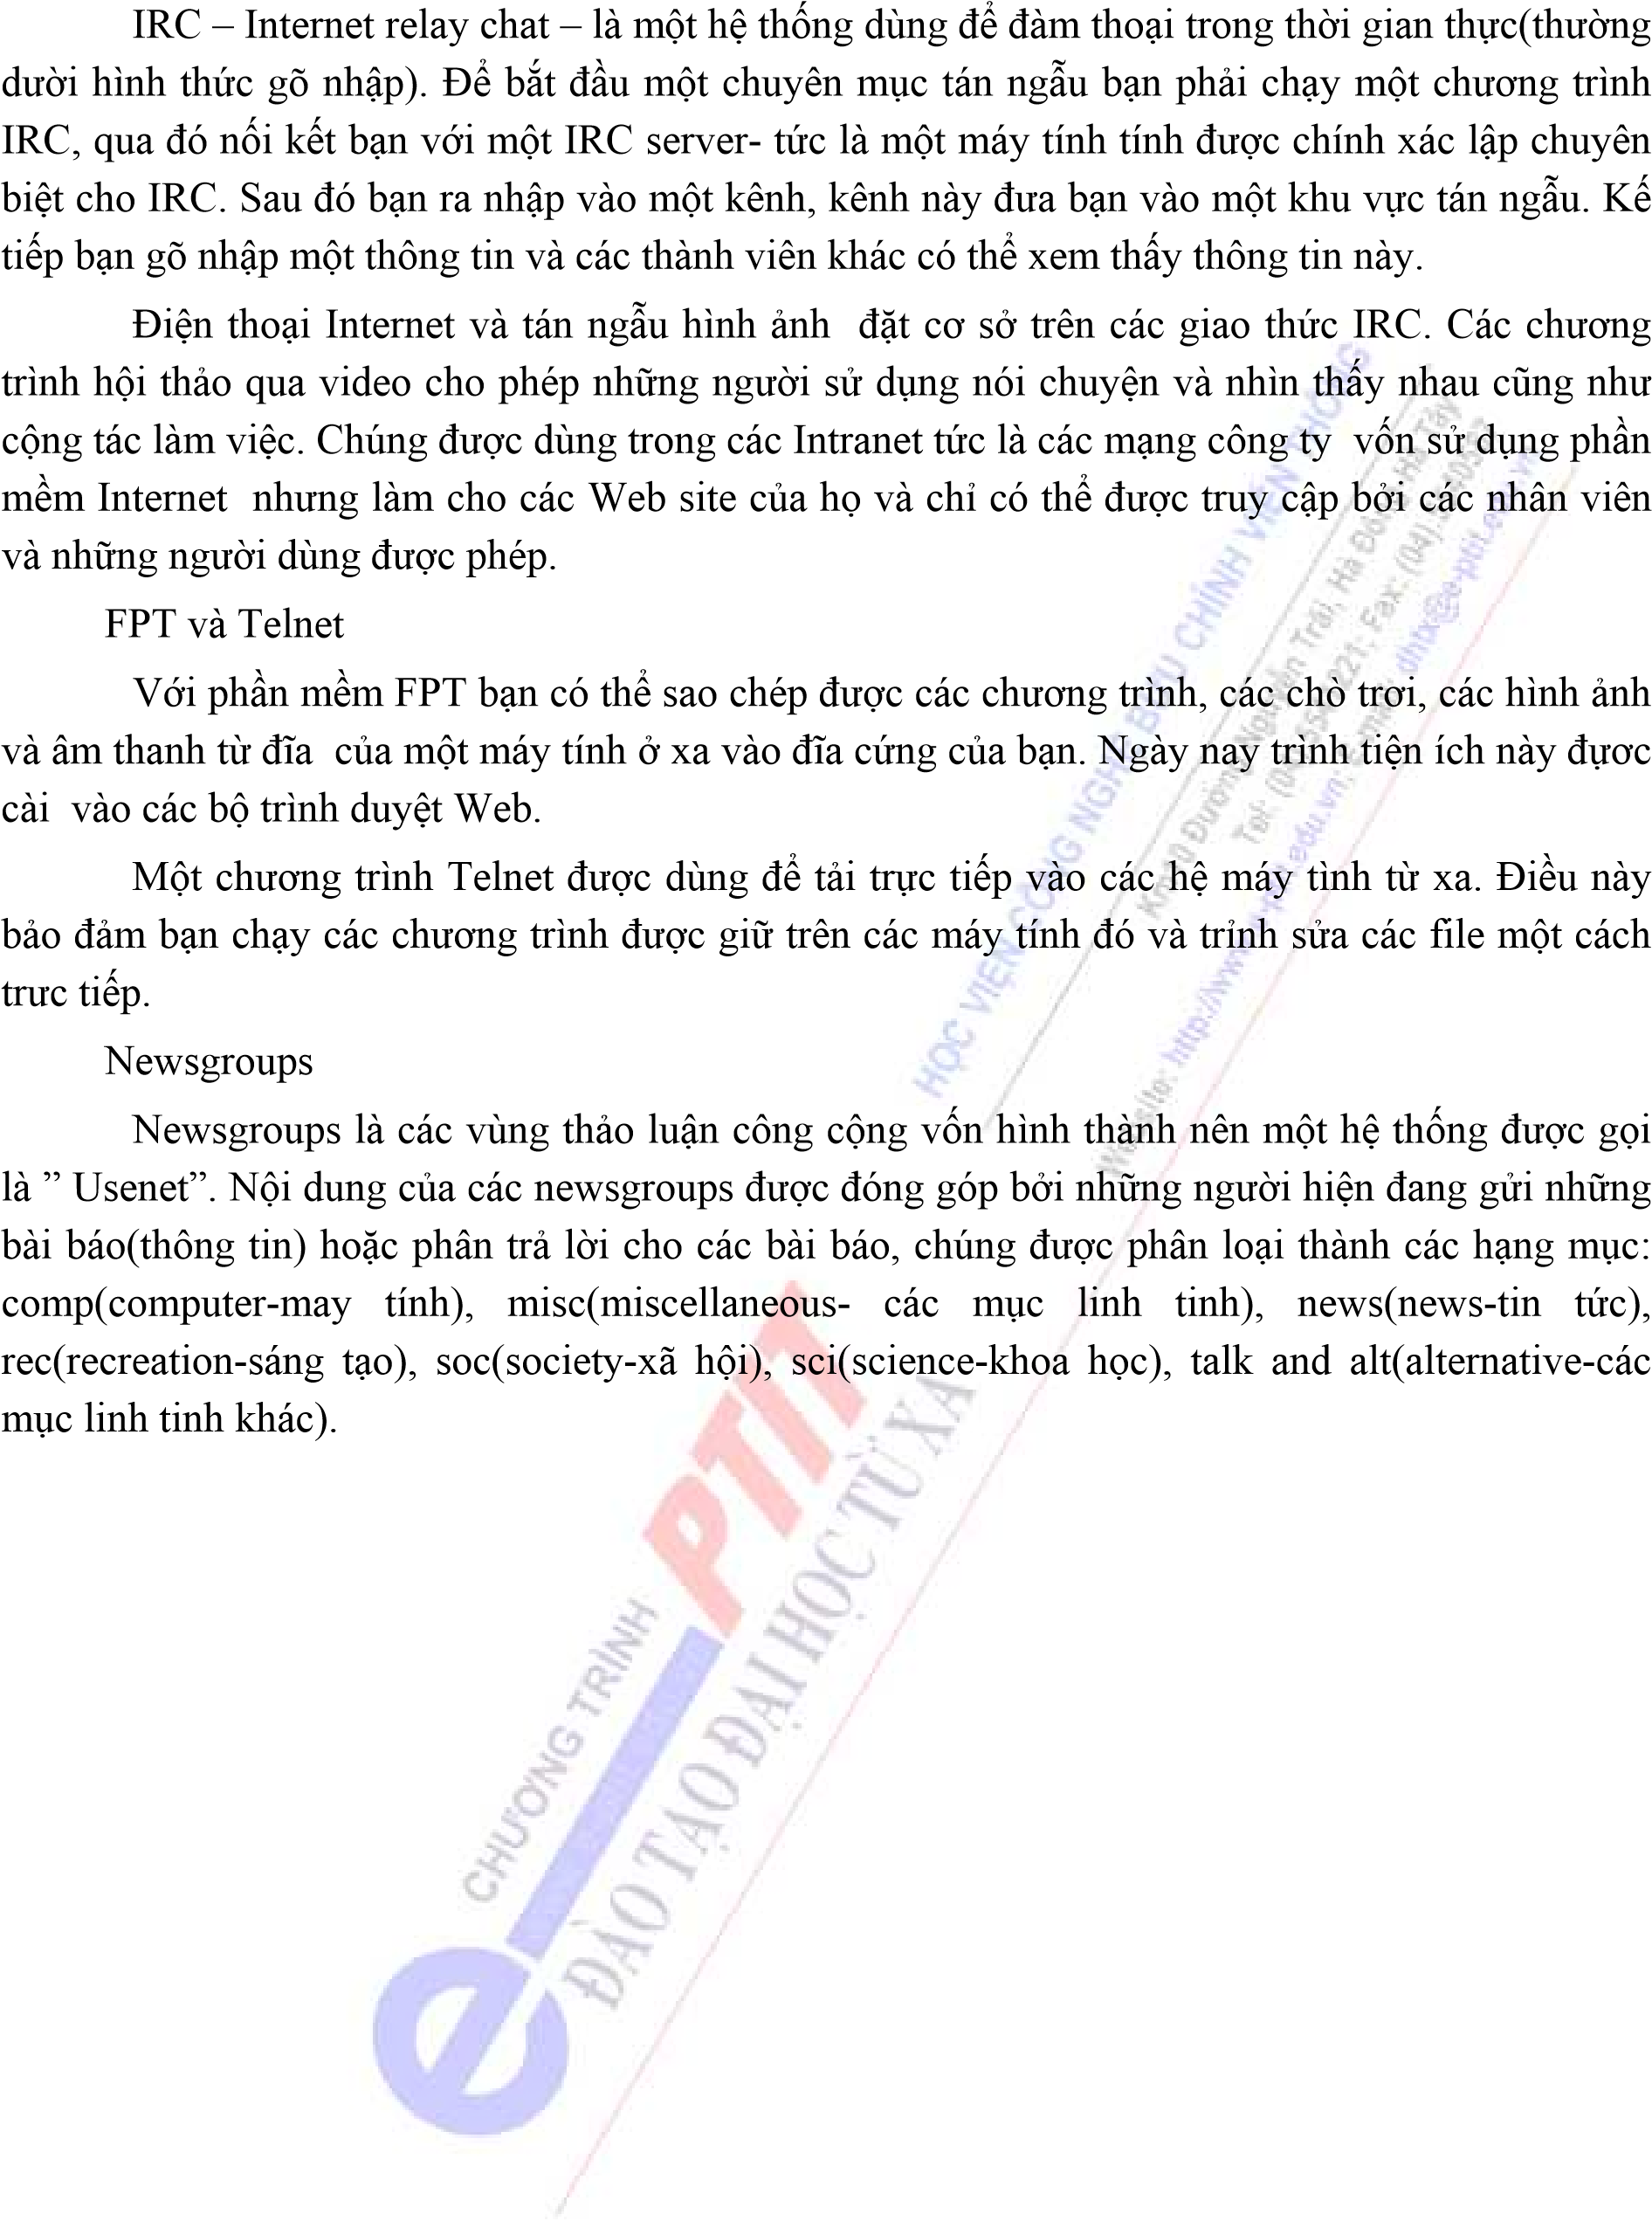 IRC – Internet relay chat – là một hệ thống dùng để đàm thoại trong thời gian thực(thường
dười hình thức gõ nhập). Để bắt đầu một chuyên mục tán ngẫu bạn phải chạy một chương trình
IRC, qua đó nối kết bạn với một IRC server- tức là một máy tính tính được chính xác lập chuyên
biệt cho IRC. Sau đó bạn ra nhập vào một kênh, kênh này đưa bạn vào một khu vực tán ngẫu. Kế
tiếp bạn gõ nhập một thông tin và các thành viên khác có thể xem thấy thông tin này.
Điện thoại Internet và tán ngẫu hình ảnh đặt cơ sở trên các giao thức IRC. Các chương
trình hội thảo qua video cho phép những người sử dụng nói chuyện và nhìn thấy nhau cũng như
cộng tác làm việc. Chúng được dùng trong các Intranet tức là các mạng công ty vốn sử dụng phần
mềm Internet nhưng làm cho các Web site của họ và chỉ có thể được truy cập bởi các nhân viên
và những người dùng được phép.
FPT và Telnet
Với phần mềm FPT bạn có thể sao chép được các chương trình, các chò trơi, các hình ảnh
và âm thanh từ đĩa của một máy tính ở xa vào đĩa cứng của bạn. Ngày nay trình tiện ích này đựơc
cài vào các bộ trình duyệt Web.
Một chương trình Telnet được dùng để tải trực tiếp vào các hệ máy tình từ xa. Điều này
bảo đảm bạn chạy các chương trình được giữ trên các máy tính đó và trỉnh sửa các file một cách
trưc tiếp.
Newsgroups
Newsgroups là các vùng thảo luận công cộng vốn hình thành nên một hệ thống được gọi
là ” Usenet”. Nội dung của các newsgroups được đóng góp bởi những người hiện đang gửi những
bài báo(thông tin) hoặc phân trả lời cho các bài báo, chúng được phân loại thành các hạng mục:
comp(computer-may tính), misc(miscellaneous- các mục linh tinh), news(news-tin tức),
rec(recreation-sáng tạo), soc(society-xã hội), sci(science-khoa học), talk and alt(alternative-các
mục linh tinh khác).
HỌC VIỆN CÔNG NGHỆ BƯU CHÍNH VIỄN THÔNG
CHƯƠNG TRÌNH
e PTIT
ĐÀO TẠO ĐẠI HỌC TỪ XA